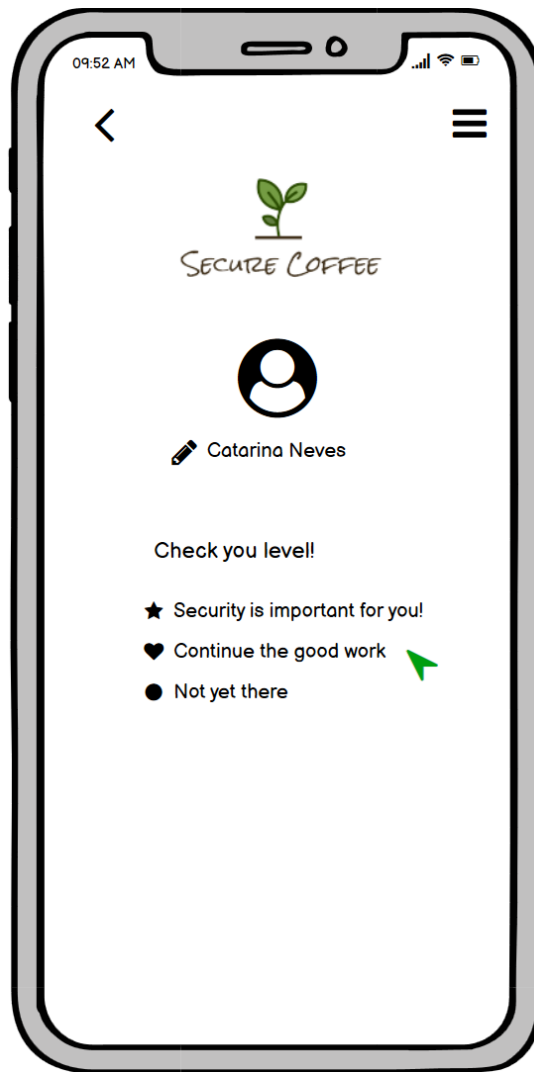 09:52 AM
SECURE COFFEE
Catarina Neves
Check you level!
Security is important for you!
Continue the good work
Not yet there